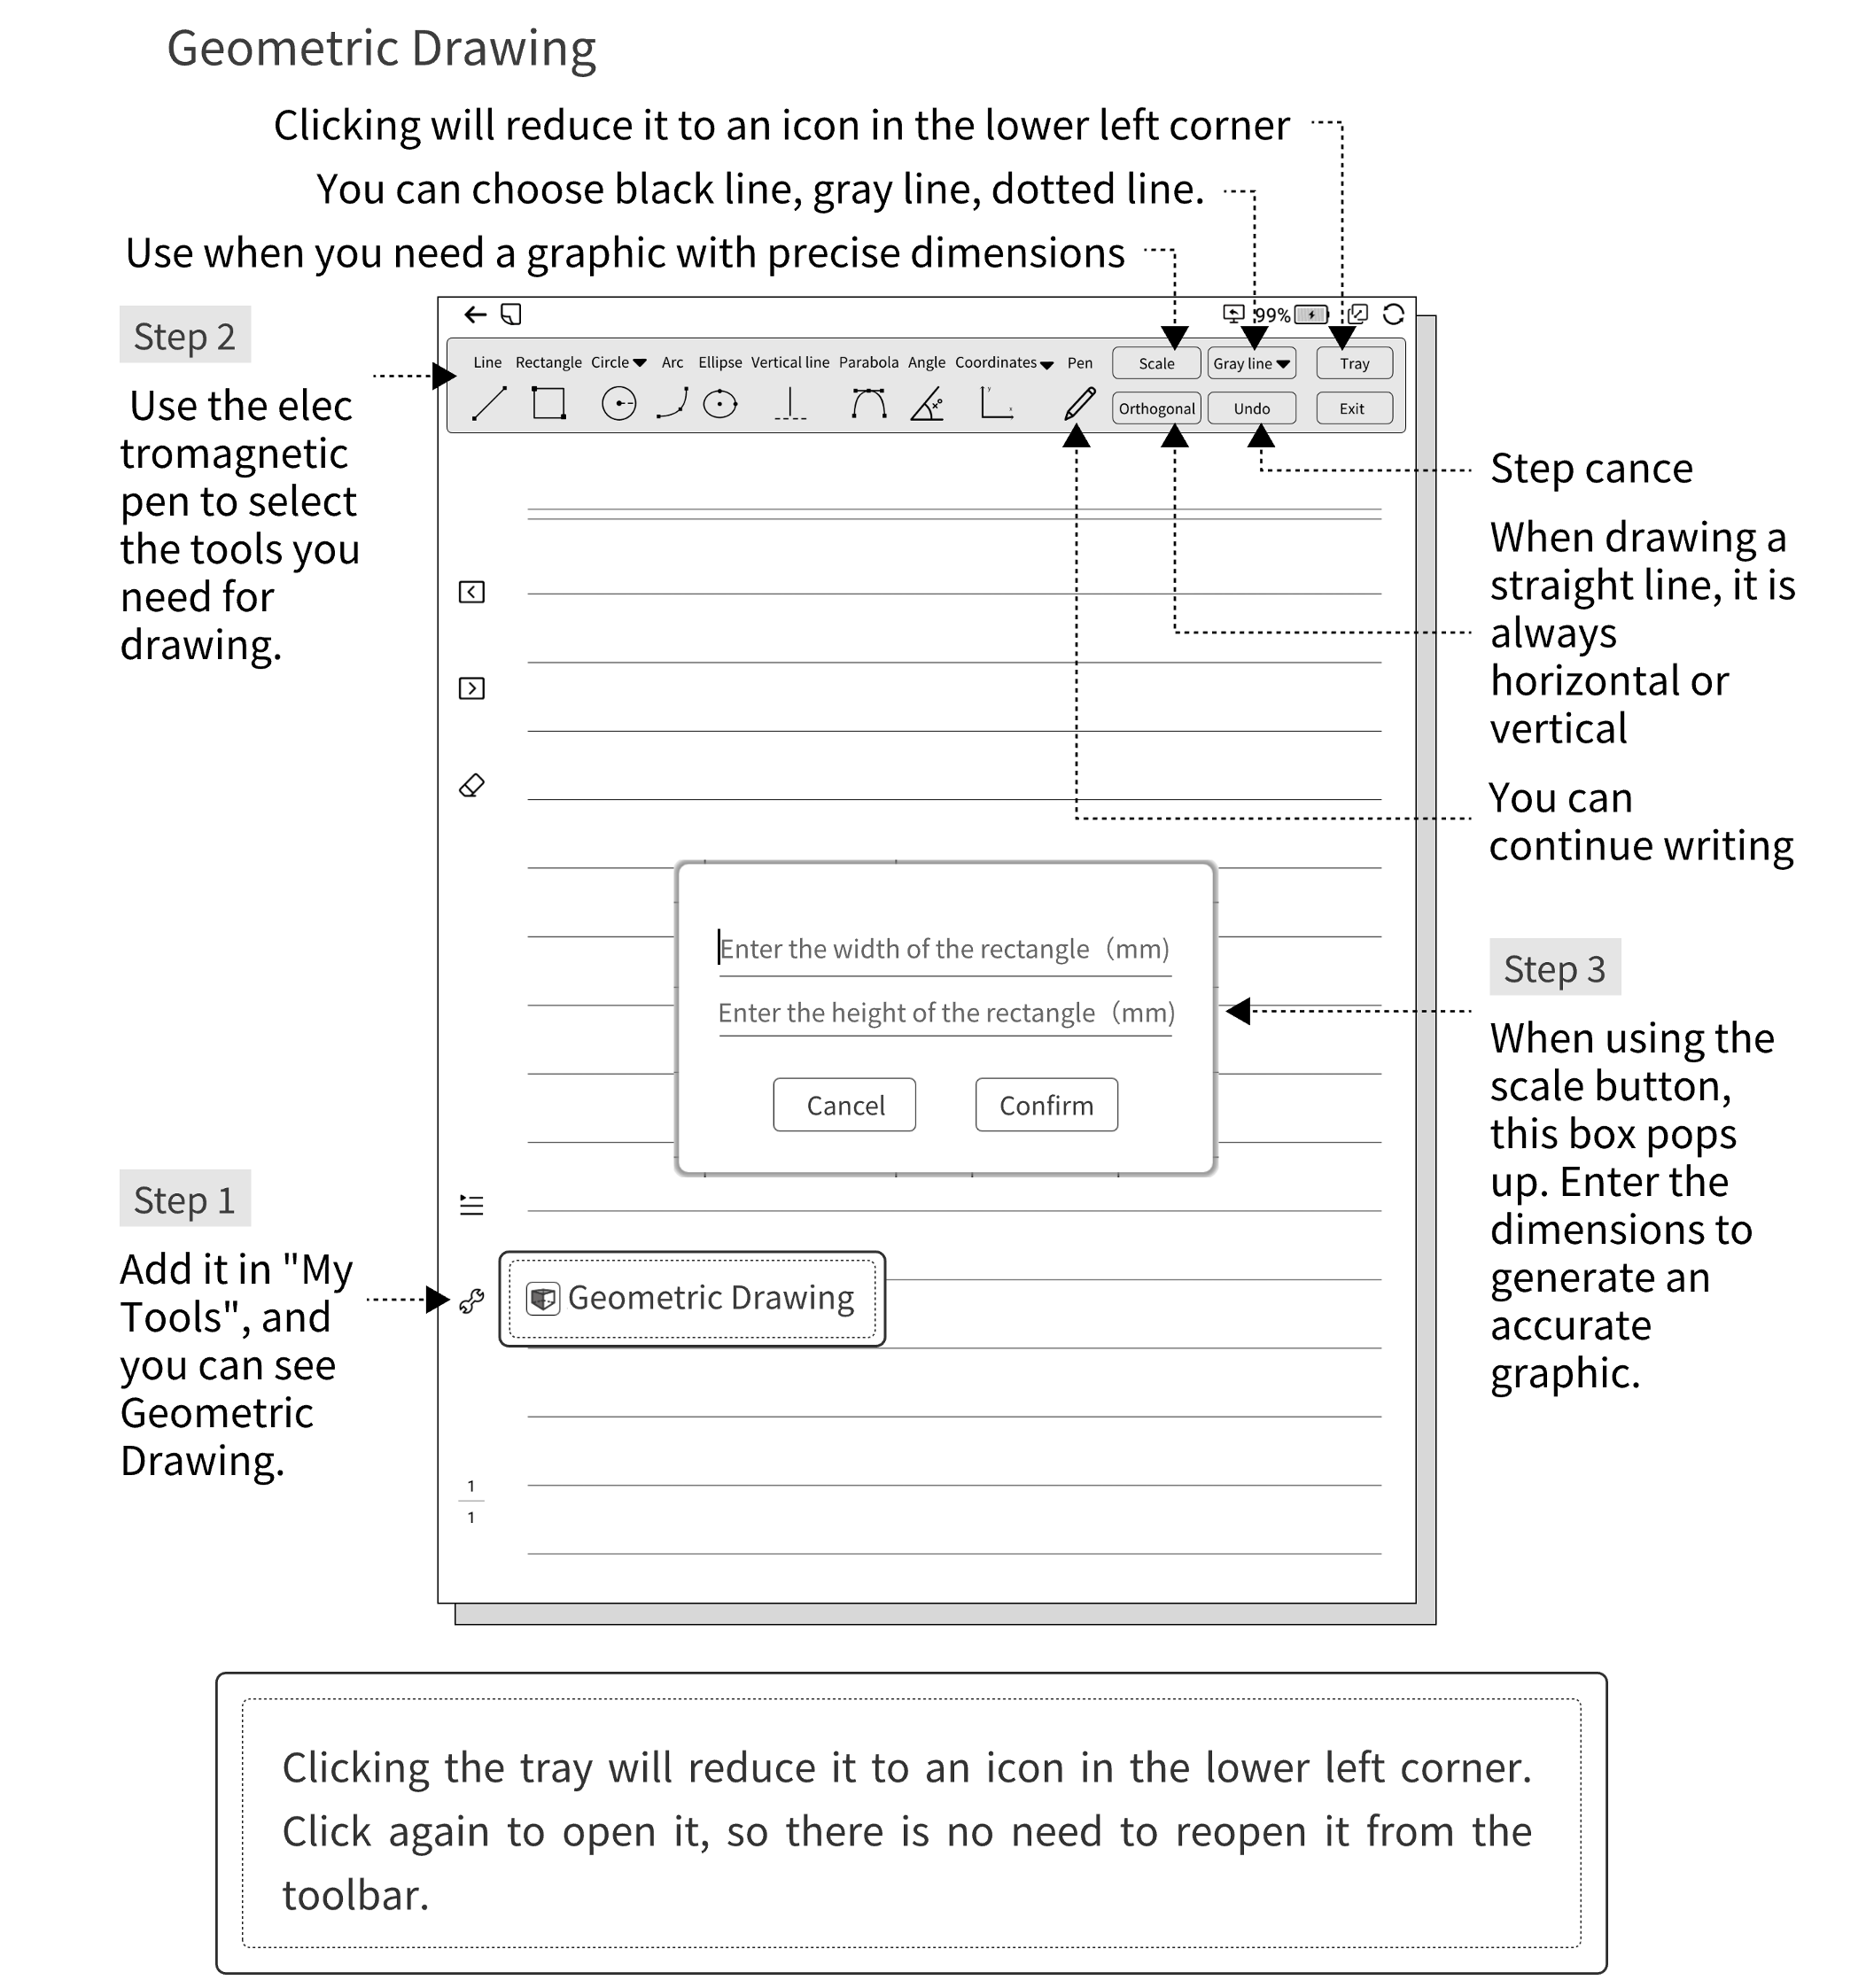 Geometric Drawing
Clicking will reduce it to an icon in the lower left corner
You can choose black line, gray line, dotted line.
Use when you need a graphic with precise dimensions
Step 2
Use the elec
tromagnetic
pen to select
the tools you
need for
drawing.
99%
Line Rectangle Circle Arc Ellipse Vertical line Parabola Angle Coordinates Pen Scale Gray line Tray
y
x
Orthogonal Undo Exit
Step cance
When drawing a
straight line, it is
always
horizontal or
vertical
You can
continue writing
Enter the width of the rectangle（mm)
Enter the height of the rectangle（mm)
Cancel Confirm
Step 3
When using the
scale button,
this box pops
up. Enter the
dimensions to
generate an
accurate
graphic.
Step 1
Add it in "My
Tools", and
you can see
Geometric
Drawing.
Geometric Drawing
1
1
Clicking the tray will reduce it to an icon in the lower left corner.
Click again to open it, so there is no need to reopen it from the
toolbar.